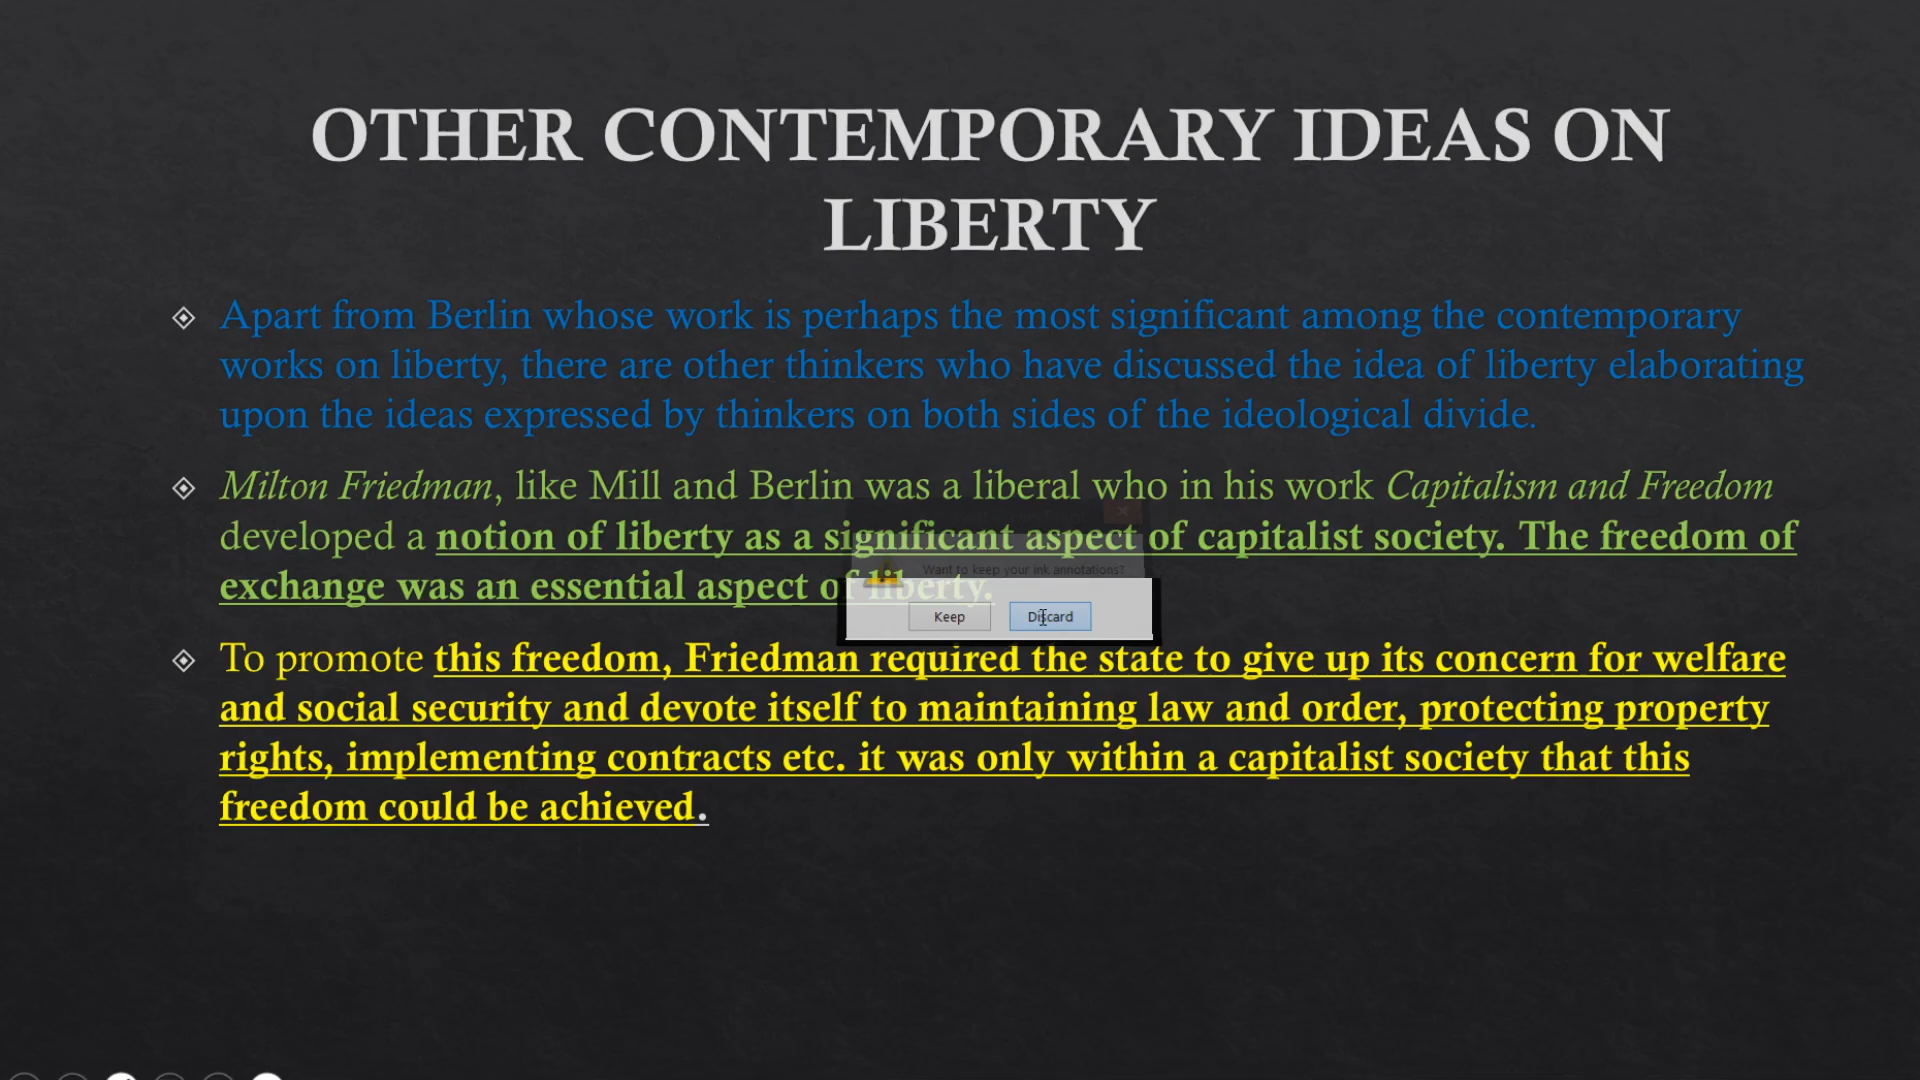 OTHER CONTEMPORARY IDEAS ON
LIBERTY
Apart from Berlin whose work is perhaps the most significant among the contemporary
works on liberty, there are other thinkers who have discussed the idea of liberty elaborating
upon the ideas expressed by thinkers on both sides of the ideological divide.
Milton Friedman, like Mill and Berlin was a liberal who in his work Capitalism and Freedom
developed a notion of liberty as a significant aspect of capitalist society. The freedom of
exchange was an essential aspect of liberty.
Want to keep your ink annotations?
Keep Discard
To promote this freedom, Friedman required the state to give up its concern for welfare
and social security and devote itself to maintaining law and order, protecting property
rights, implementing contracts etc. it was only within a capitalist society that this
freedom could be achieved.